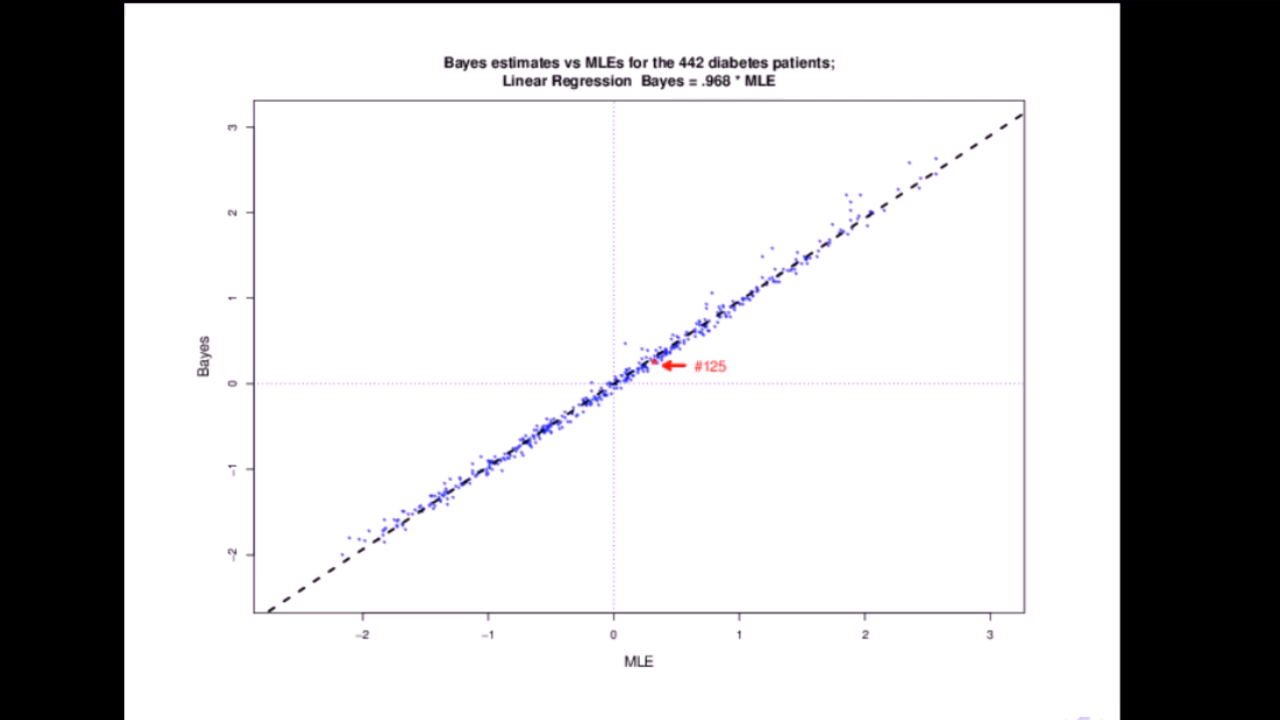 Bayes estimates vs MLEs for the 442 diabetes patients;
Linear Regression Bayes = .968 * MLE
3
2
1
0
−1
−2
Bayes
#125
−2 −1 0 1 2 3
MLE